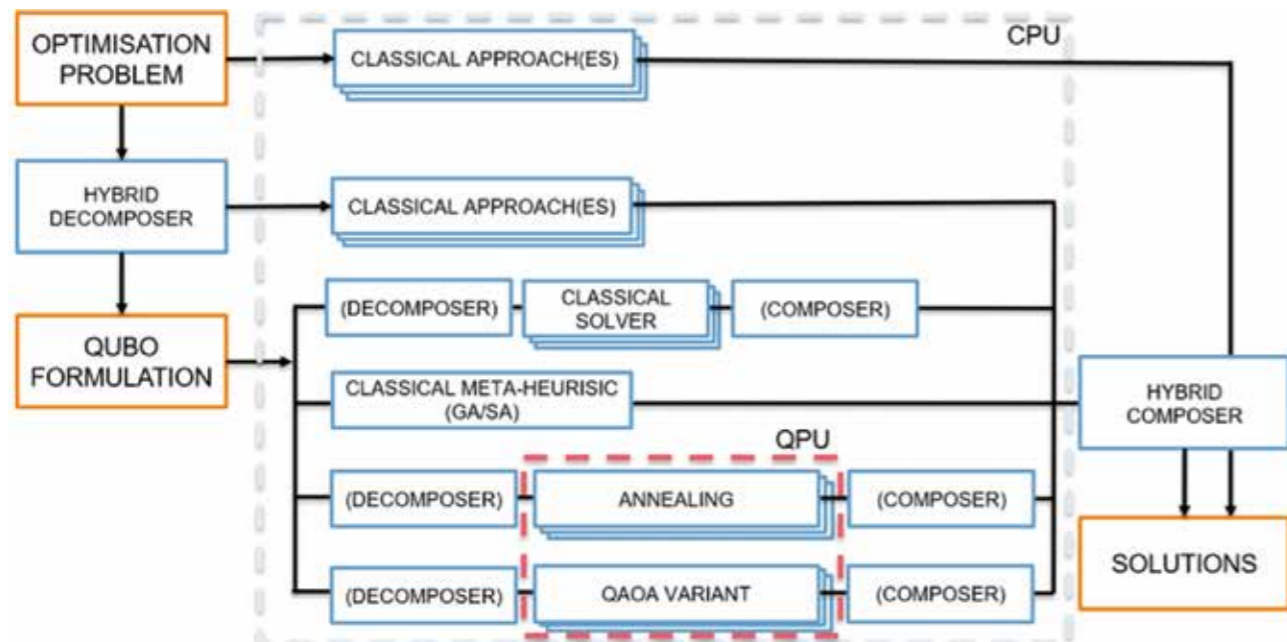 OPTIMISATION
PROBLEM
CLASSICAL APPROACH(ES)
CPU
HYBRID
DECOMPOSER
CLASSICAL APPROACH(ES)
(DECOMPOSER)
CLASSICAL
SOLVER
(COMPOSER)
QUBO
FORMULATION
CLASSICAL META-HEURISIC
(GA/SA)
HYBRID
COMPOSER
QPU
(DECOMPOSER)
ANNEALING
(COMPOSER)
SOLUTIONS
(DECOMPOSER)
QAOA VARIANT
(COMPOSER)